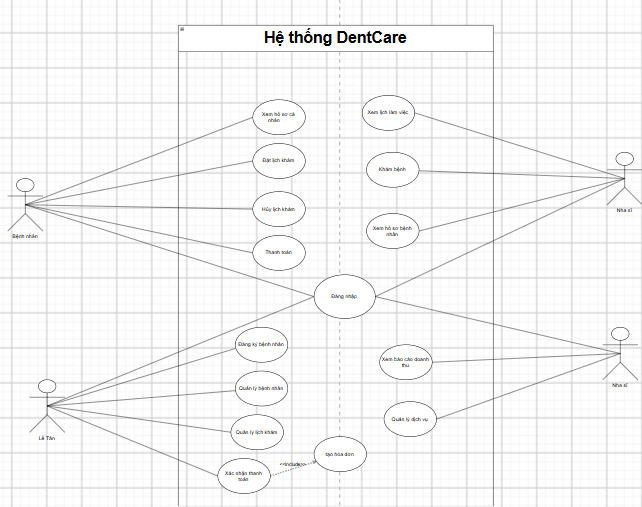 Hệ thống DentCare
Xem hồ sơ cá
nhân
Xem lịch làm việc
Đặt lịch khám
Khám bệnh
Bệnh nhân
Nha sĩ
Hủy lịch khám
Xem hồ sơ bệnh
nhân
Thanh toán
Đăng nhập
Đăng ký bệnh nhân
Xem báo cáo doanh
thu
Quản lý bệnh nhân
Nha sĩ
Quản lý dịch vụ
Lễ Tân
Quản lý lịch khám
tạo hóa đơn
<<include>>
Xác nhận thanh
toán